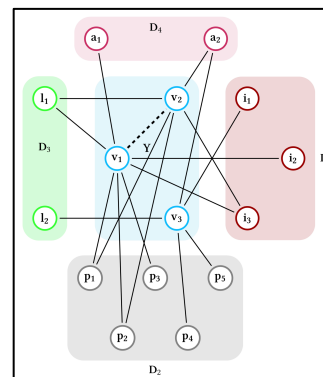 D₄
a₁ a₂
l₁ v₂ i₁
D₃ Y
v₁ i₂
l₂ v₃ i₃
p₁ p₃ p₅
p₂ p₄
D₂